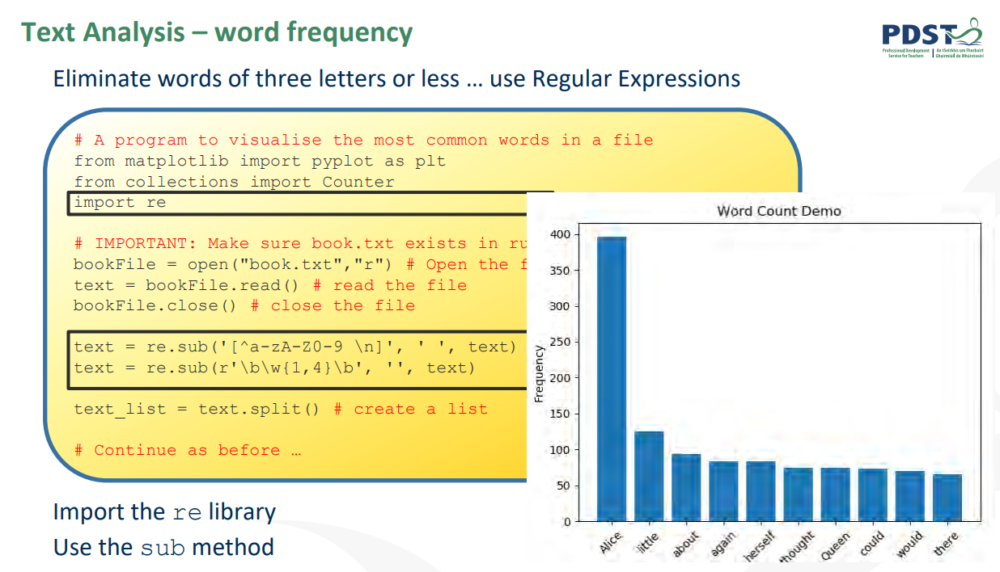 Text Analysis – word frequency
PDST
Professional Development
Service for Teachers
An tSeirbhís um Fhorbairt
Ghairmiúil do Mhúinteoirí
Eliminate words of three letters or less … use Regular Expressions
# A program to visualise the most common words in a file
from matplotlib import pyplot as plt
from collections import Counter
import re
# IMPORTANT: Make sure book.txt exists in ru
bookFile = open("book.txt","r") # Open the f
text = bookFile.read() # read the file
bookFile.close() # close the file
text = re.sub('[^a-zA-Z0-9 \n]', ' ', text)
text = re.sub(r'\b\w{1,4}\b', '', text)
text_list = text.split() # create a list
# Continue as before …
Word Count Demo
Frequency
400
350
300
250
200
150
100
50
0
Alice
little
about
again
herself
thought
Queen
could
would
there
Import the re library
Use the sub method